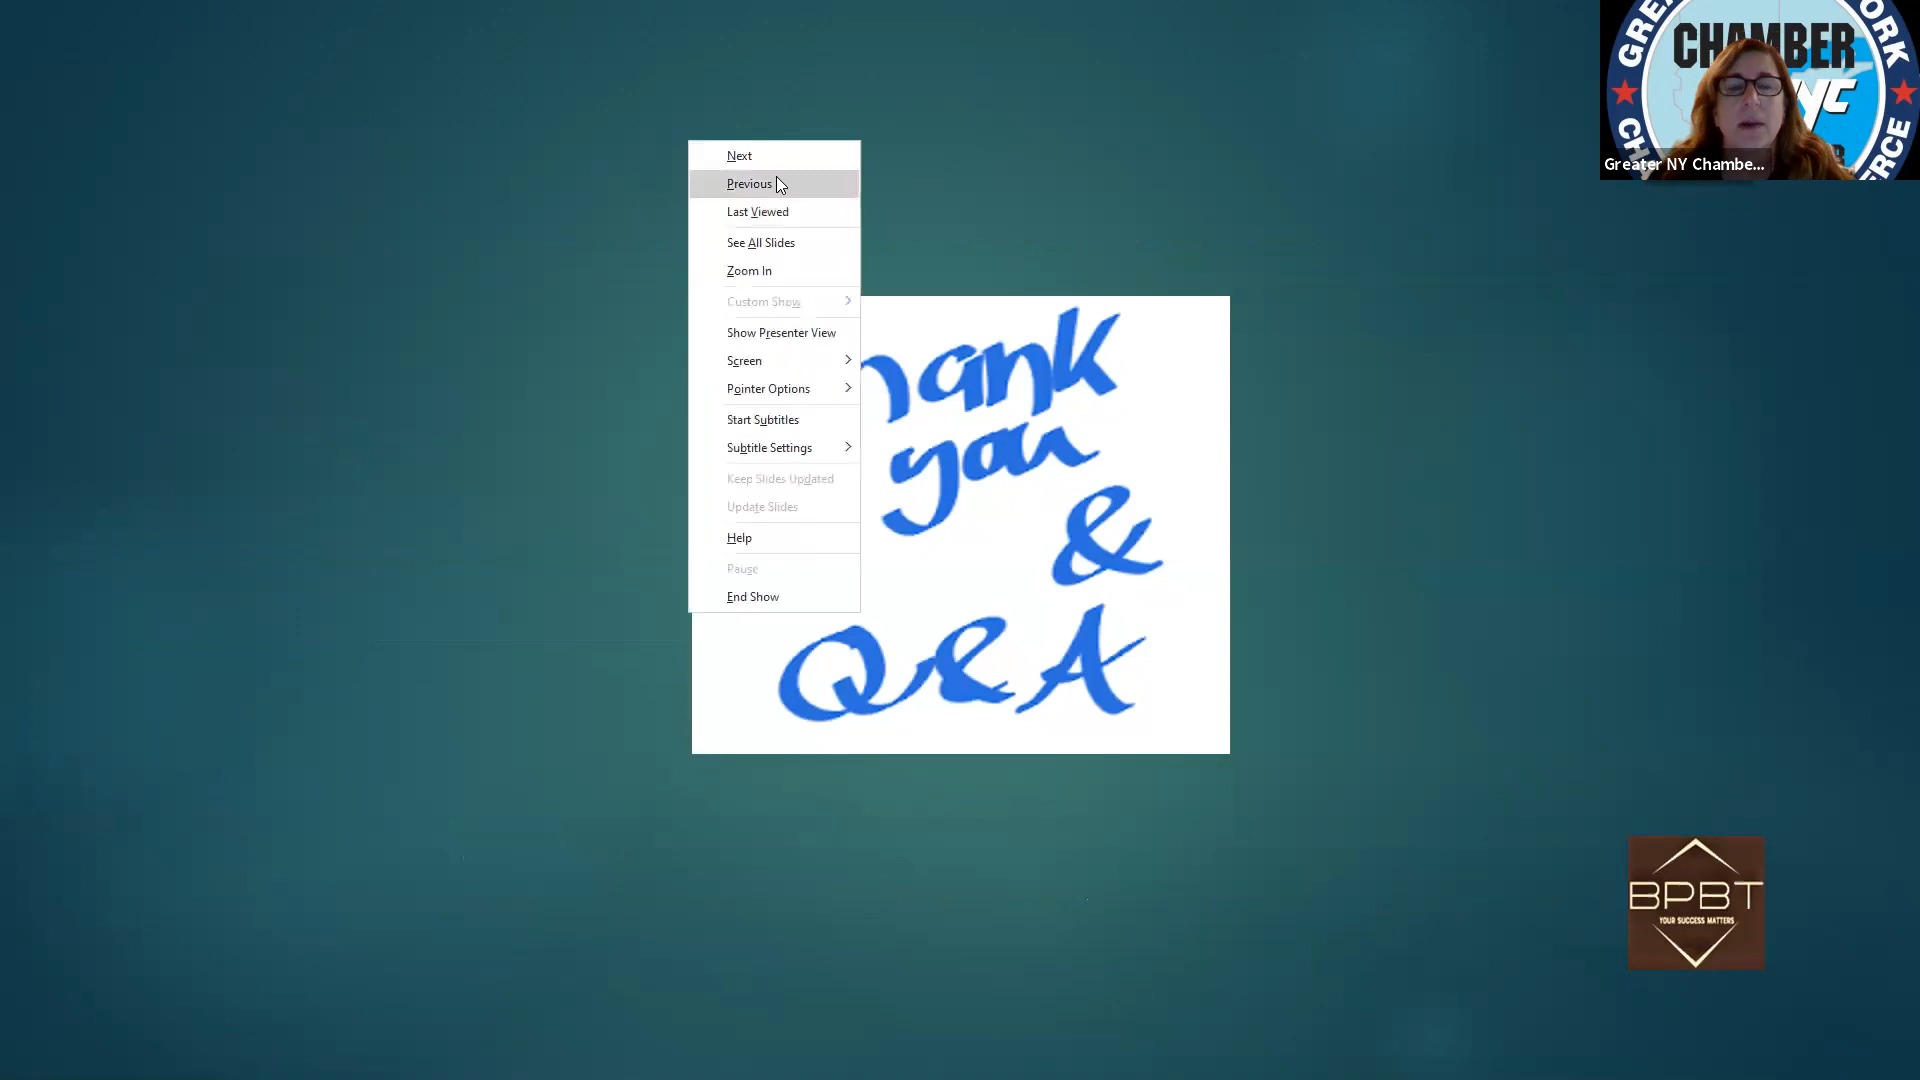 CHAMBER
NYC
Greater NY Chambe...
Next
Previous
Last Viewed
See All Slides
Zoom In
Custom Show
Show Presenter View
Screen
Pointer Options
Start Subtitles
Subtitle Settings
Keep Slides Updated
Update Slides
Help
Pause
End Show
hank
you
&
Q&A
BPBT
YOUR SUCCESS MATTERS